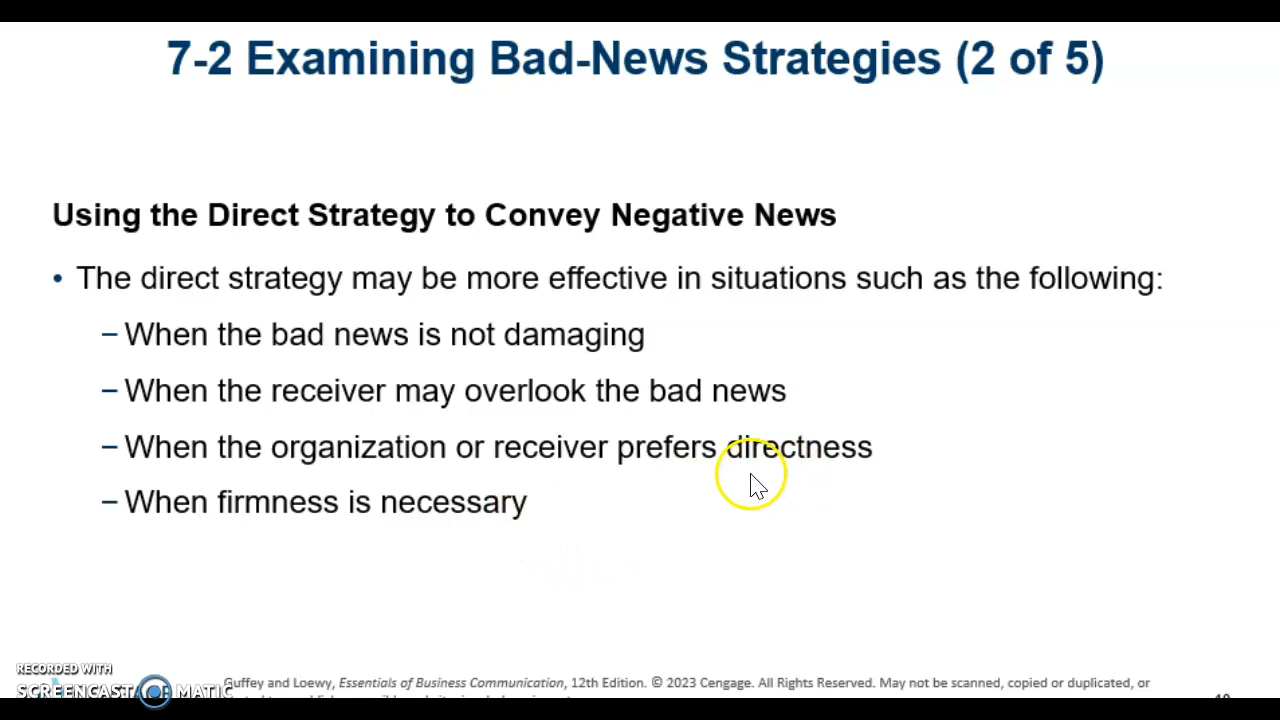 7-2 Examining Bad-News Strategies (2 of 5)
Using the Direct Strategy to Convey Negative News
• The direct strategy may be more effective in situations such as the following:
– When the bad news is not damaging
– When the receiver may overlook the bad news
– When the organization or receiver prefers directness
– When firmness is necessary
RECORDED WITH
SCREENCAST-O-MATIC
Guffey and Loewy, Essentials of Business Communication, 12th Edition. © 2023 Cengage. All Rights Reserved. May not be scanned, copied or duplicated, or